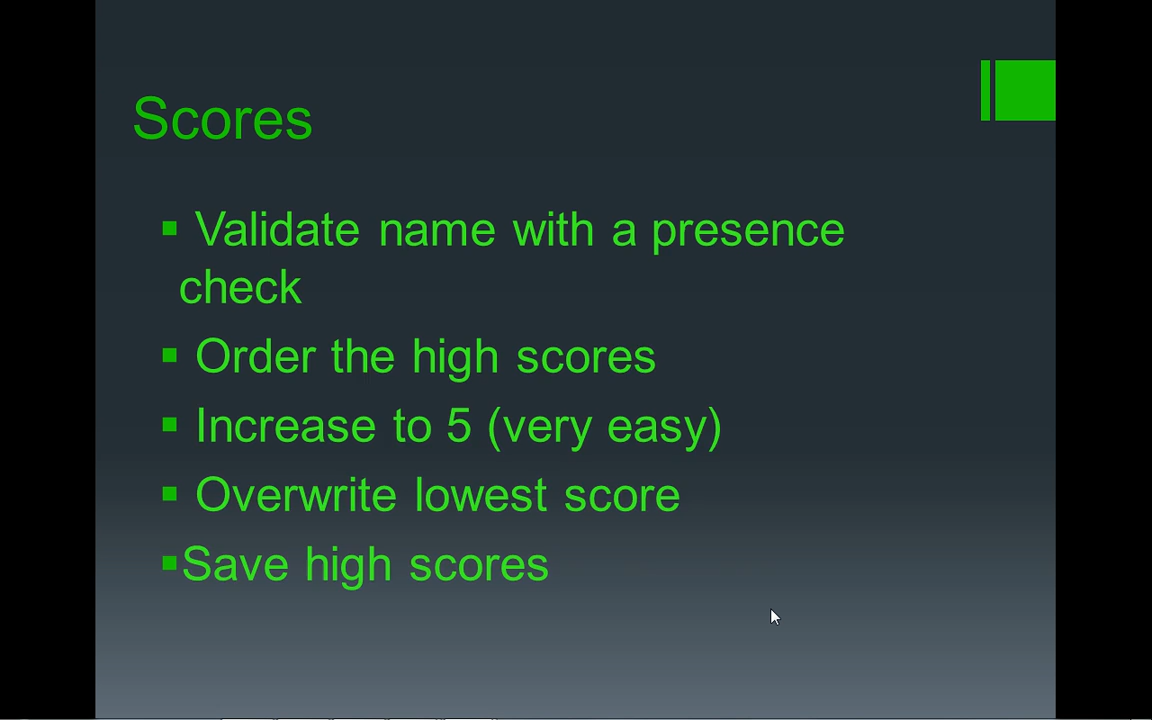 Scores
Validate name with a presence
check
Order the high scores
Increase to 5 (very easy)
Overwrite lowest score
Save high scores